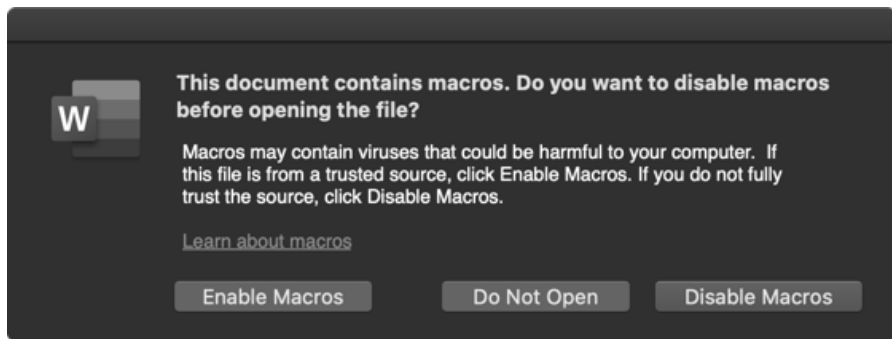 W
This document contains macros. Do you want to disable macros
before opening the file?
Macros may contain viruses that could be harmful to your computer.  If
this file is from a trusted source, click Enable Macros. If you do not fully
trust the source, click Disable Macros.
Learn about macros
Enable Macros
Do Not Open
Disable Macros